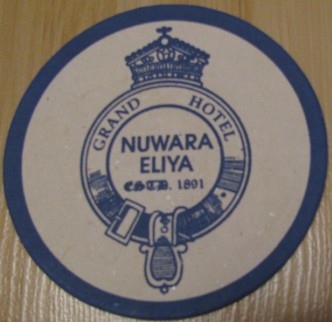 GRAND HOTEL
NUWARA
ELIYA
ESTD. 1891